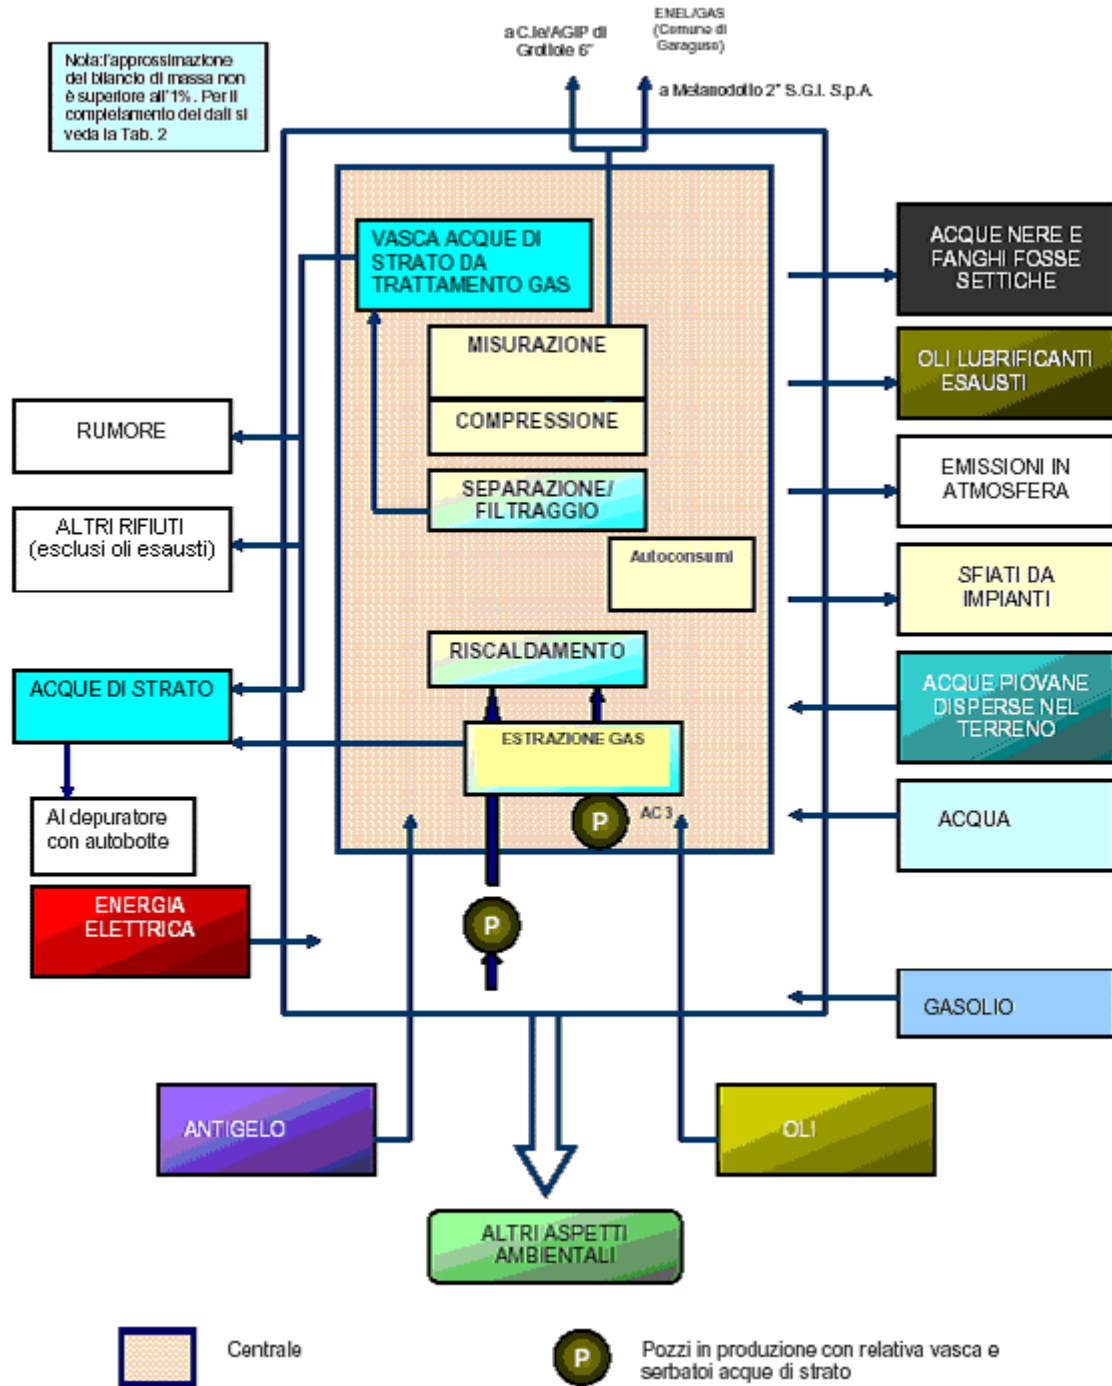 a C.le/AGIP di
Grottole 6"
ENEL/GAS
(Comune di
Garaguso)
a Metanodotto 2" S.G.I. S.p.A.
Nota:l'approssimazione
del bilancio di massa non
è superiore all'1%. Per il
completamento dei dati si
veda la Tab. 2
VASCA ACQUE DI
STRATO DA
TRATTAMENTO GAS
MISURAZIONE
COMPRESSIONE
SEPARAZIONE/
FILTRAGGIO
Autoconsumi
RISCALDAMENTO
ESTRAZIONE GAS
P
AC 3
P
RUMORE
ALTRI RIFIUTI
(esclusi oli esausti)
ACQUE DI STRATO
Al depuratore
con autobotte
ENERGIA
ELETTRICA
ACQUE NERE E
FANGHI FOSSE
SETTICHE
OLI LUBRIFICANTI
ESAUSTI
EMISSIONI IN
ATMOSFERA
SFIATI DA
IMPIANTI
ACQUE PIOVANE
DISPERSE NEL
TERRENO
ACQUA
GASOLIO
ANTIGELO
OLI
ALTRI ASPETTI
AMBIENTALI
Centrale
P
Pozzi in produzione con relativa vasca e
serbatoi acque di strato